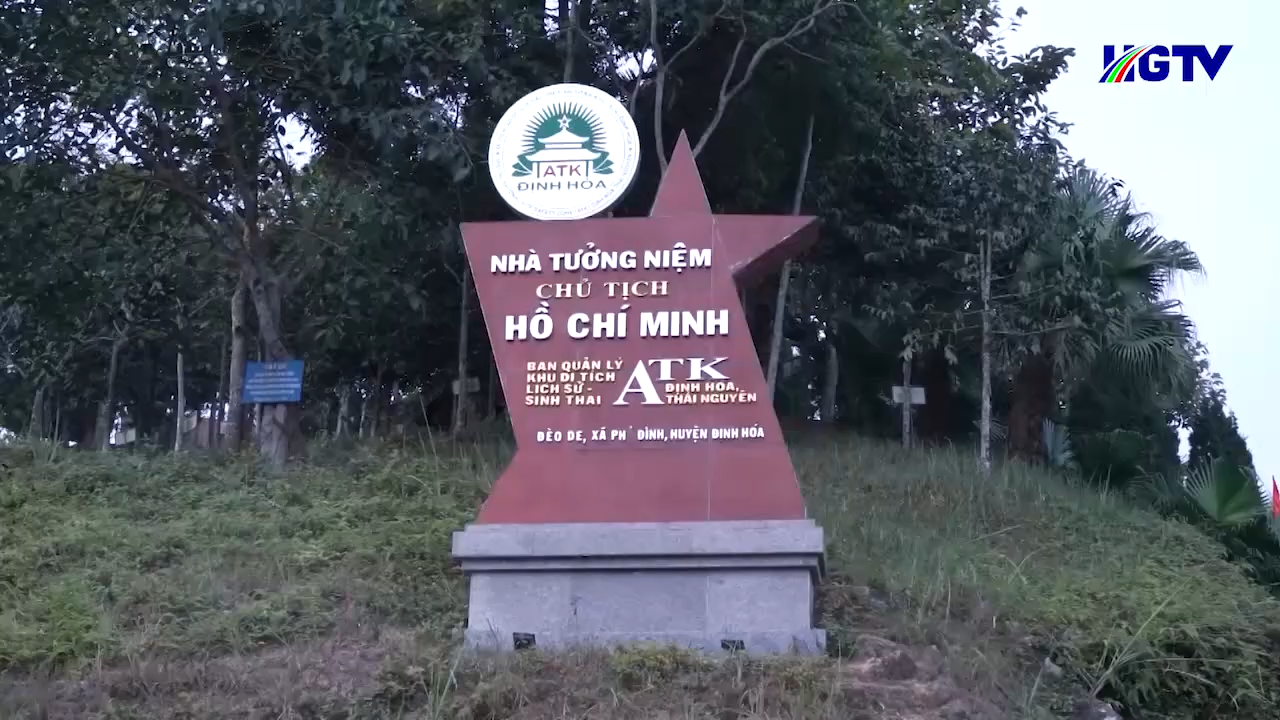 HGTV
ATK
ĐỊNH HÓA
NHÀ TƯỞNG NIỆM
CHỦ TỊCH
HỒ CHÍ MINH
BAN QUẢN LÝ
KHU DI TÍCH
LỊCH SỬ -
SINH THÁI
ATK
ĐỊNH HÓA,
THÁI NGUYÊN
ĐÈO DE, XÃ PH ĐÌNH, HUYỆN ĐỊNH HÓA